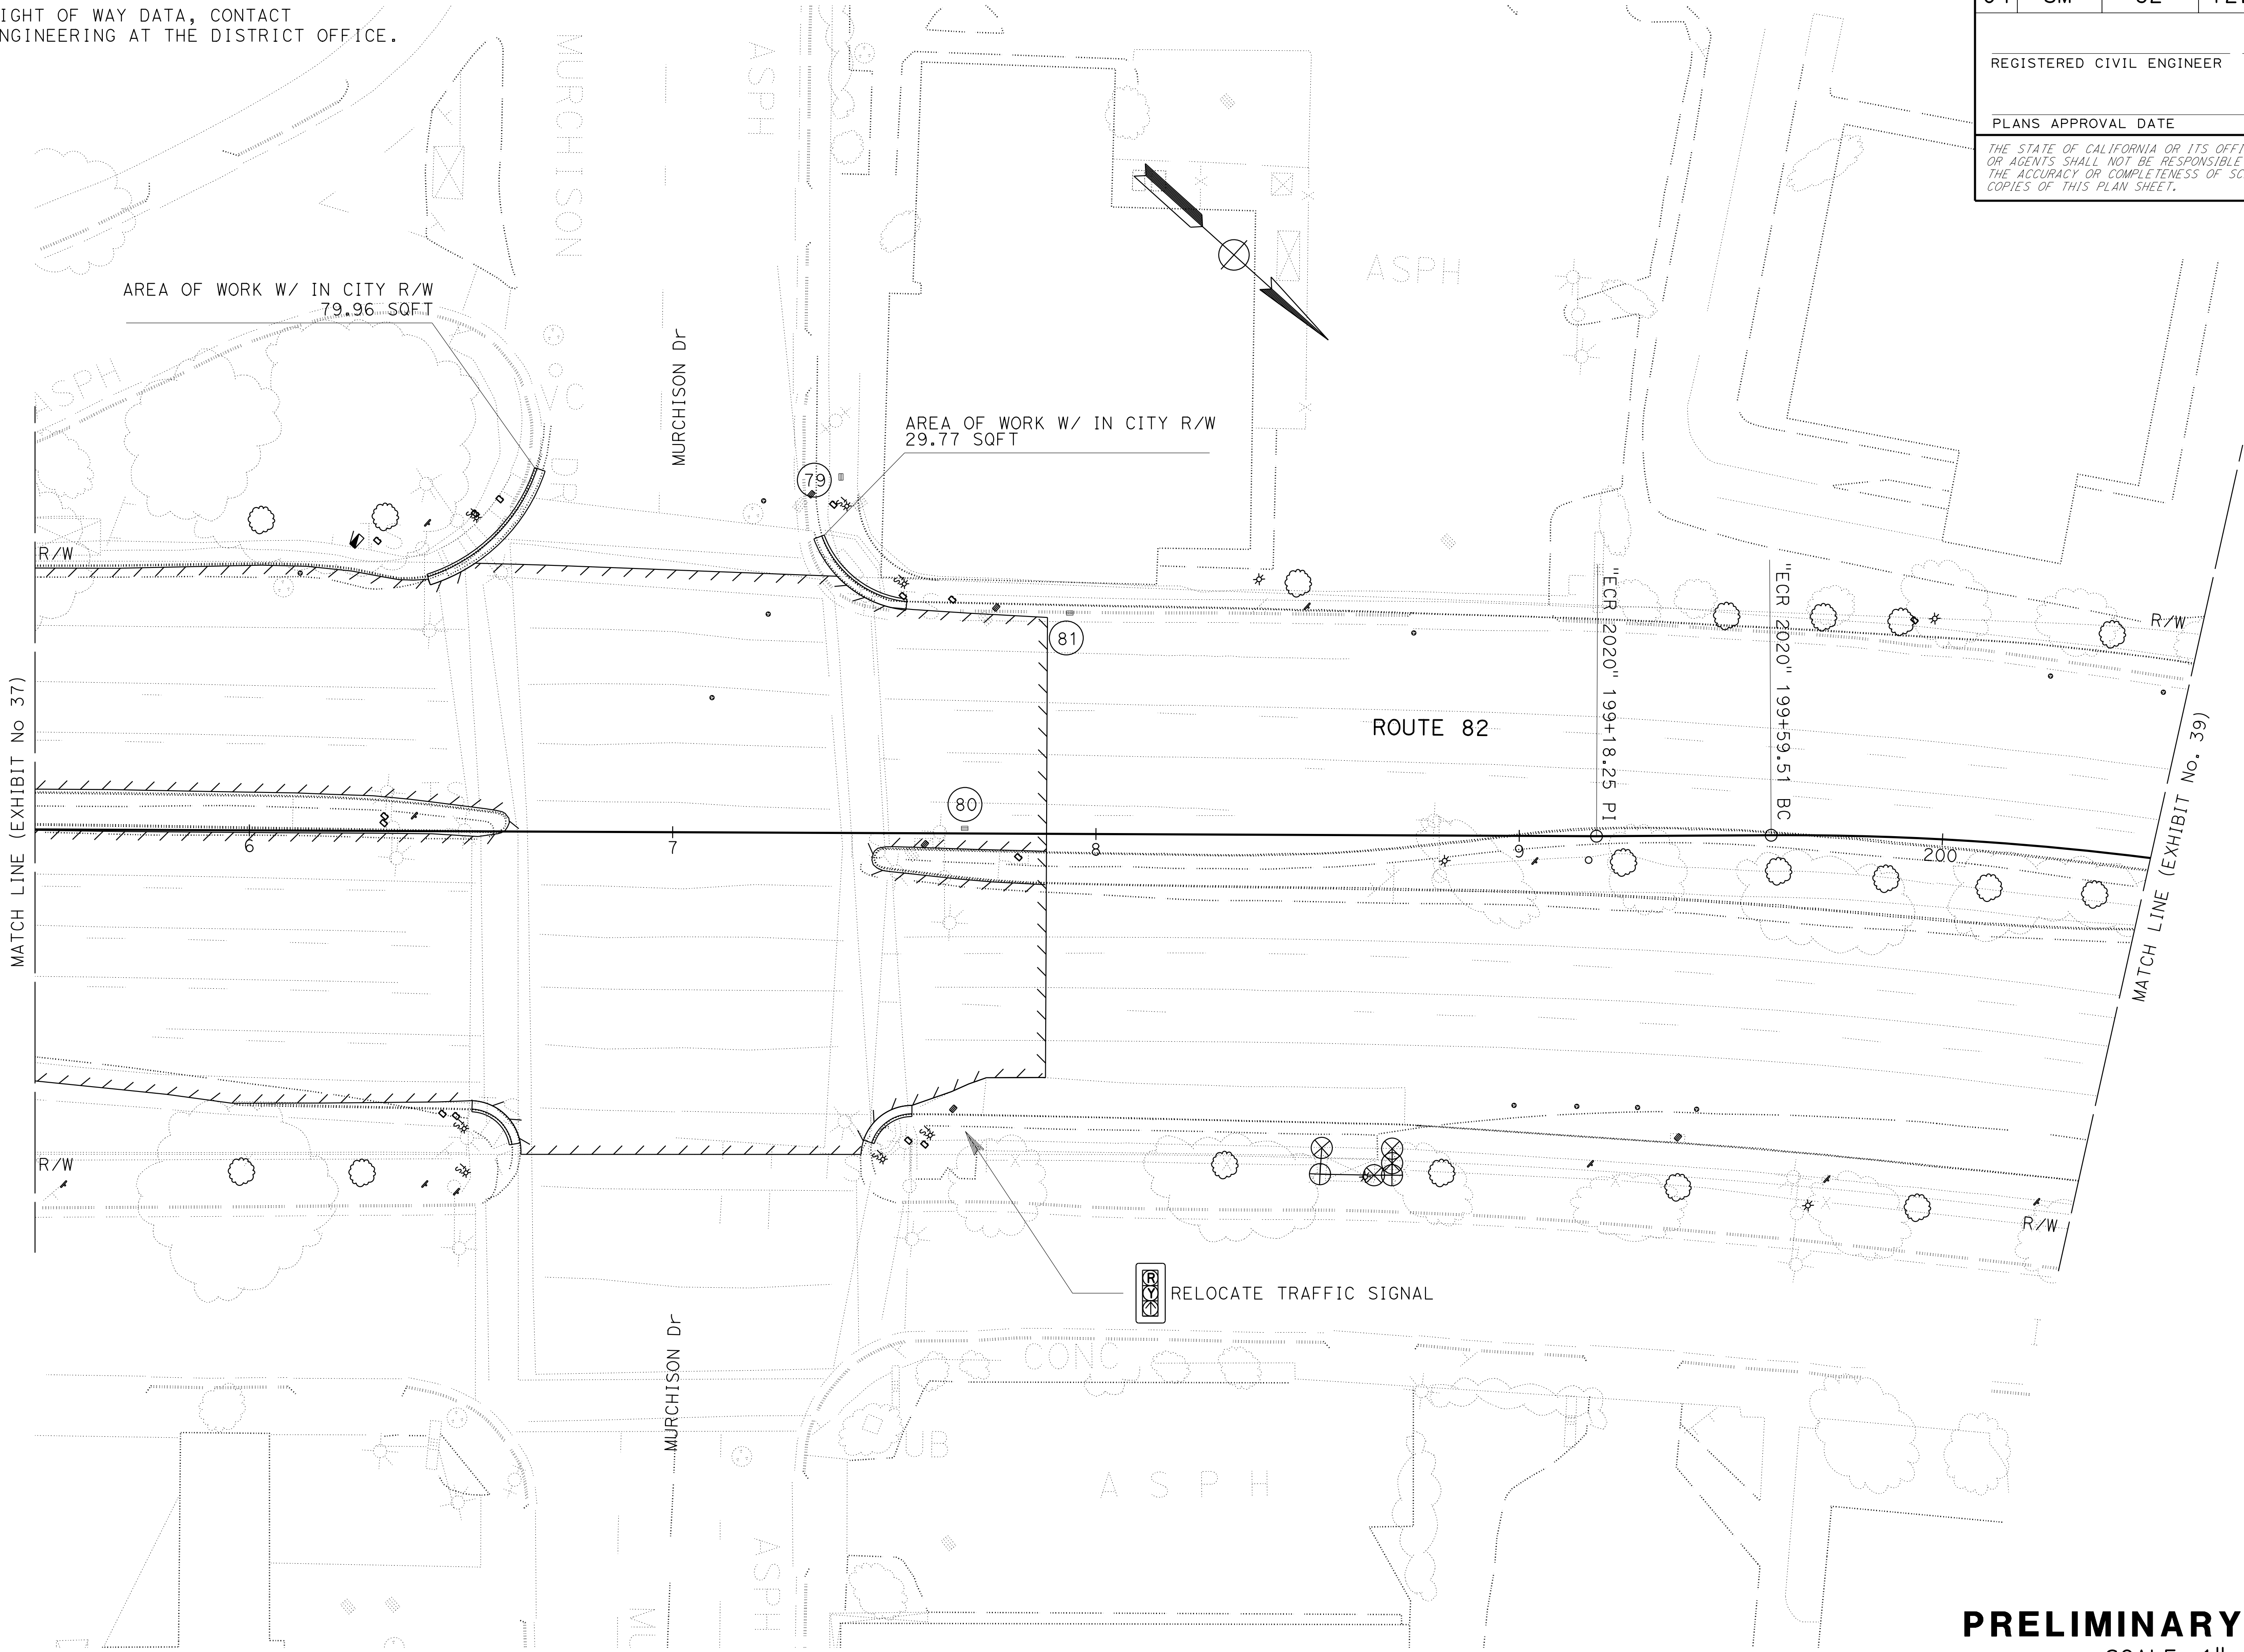 IGHT OF WAY DATA, CONTACT
NGINEERING AT THE DISTRICT OFFICE.
REGISTERED CIVIL ENGINEER
PLANS APPROVAL DATE
THE STATE OF CALIFORNIA OR ITS OFFI
OR AGENTS SHALL NOT BE RESPONSIBLE
THE ACCURACY OR COMPLETENESS OF SC
COPIES OF THIS PLAN SHEET.
MURCHISON
DR
ASPH
ASPH
ASPH
VC
AREA OF WORK W/ IN CITY R/W
79.96 SQFT
MURCHISON Dr
AREA OF WORK W/ IN CITY R/W
29.77 SQFT
79
R/W
81
"ECR 2020" 199+18.25 PI
"ECR 2020" 199+59.51 BC
R/W
ROUTE 82
MATCH LINE (EXHIBIT No 37)
MATCH LINE (EXHIBIT No. 39)
80
6
7
8
9
200
R/W
R/W
R
Y
RELOCATE TRAFFIC SIGNAL
MURCHISON Dr
CONC
UB
ASPH
ASPH
MU
PRELIMINARY